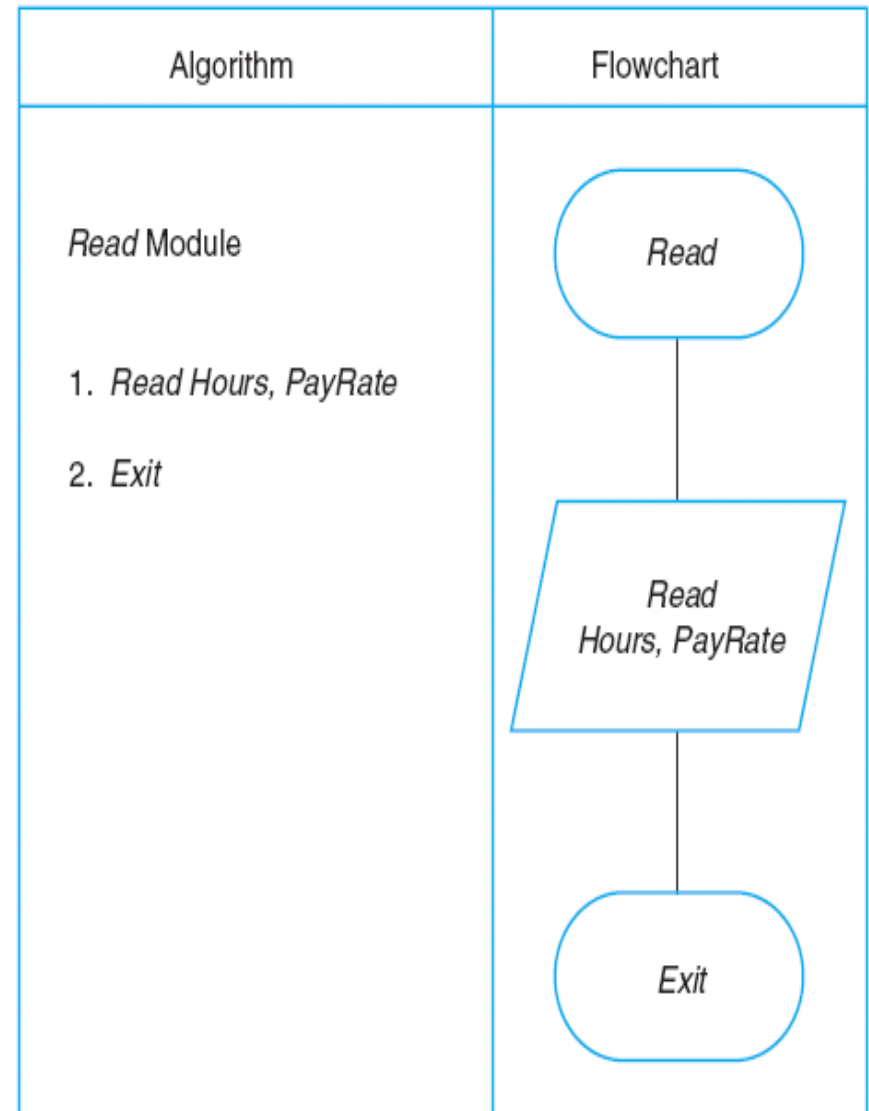 Algorithm
Flowchart
Read Module
1. Read Hours, PayRate
2. Exit
Read
Read
Hours, PayRate
Exit